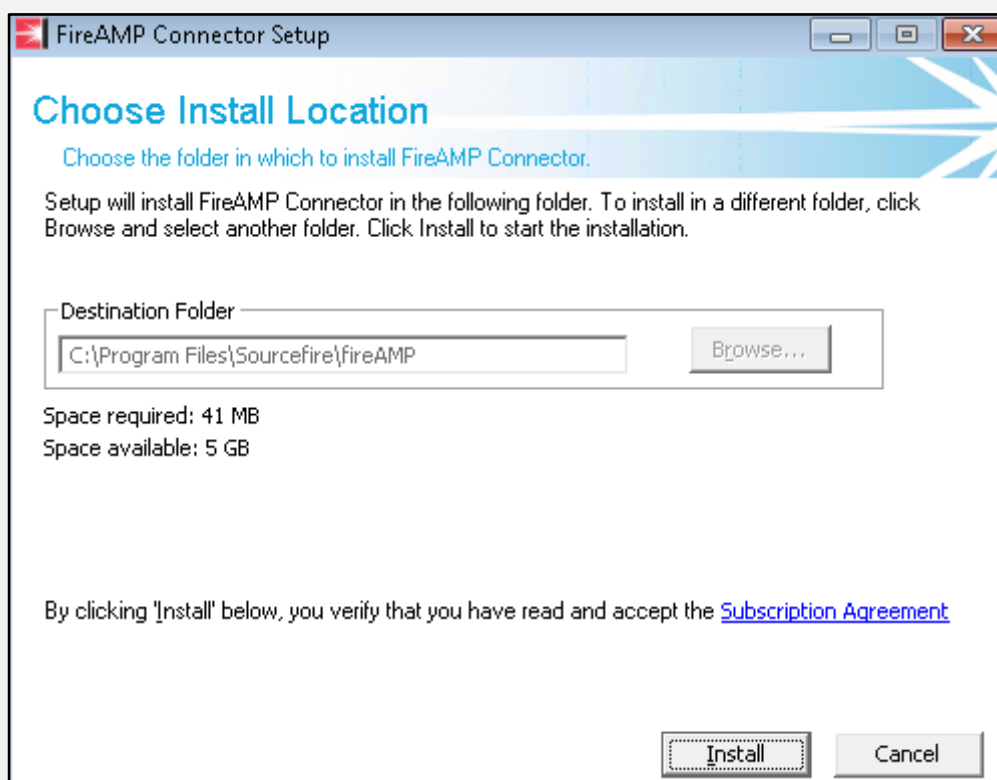 FireAMP Connector Setup
Choose Install Location
Choose the folder in which to install FireAMP Connector.
Setup will install FireAMP Connector in the following folder. To install in a different folder, click
Browse and select another folder. Click Install to start the installation.
Destination Folder
C:\Program Files\Sourcefire\fireAMP
Browse...
Space required: 41 MB
Space available: 5 GB
By clicking 'Install' below, you verify that you have read and accept the Subscription Agreement
Install Cancel